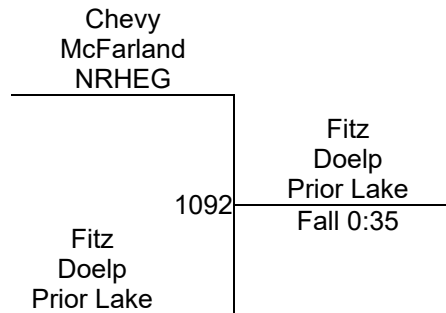 Chevy
McFarland
NRHEG
Fitz
Doelp
Prior Lake
1092
Fall 0:35
Fitz
Doelp
Prior Lake